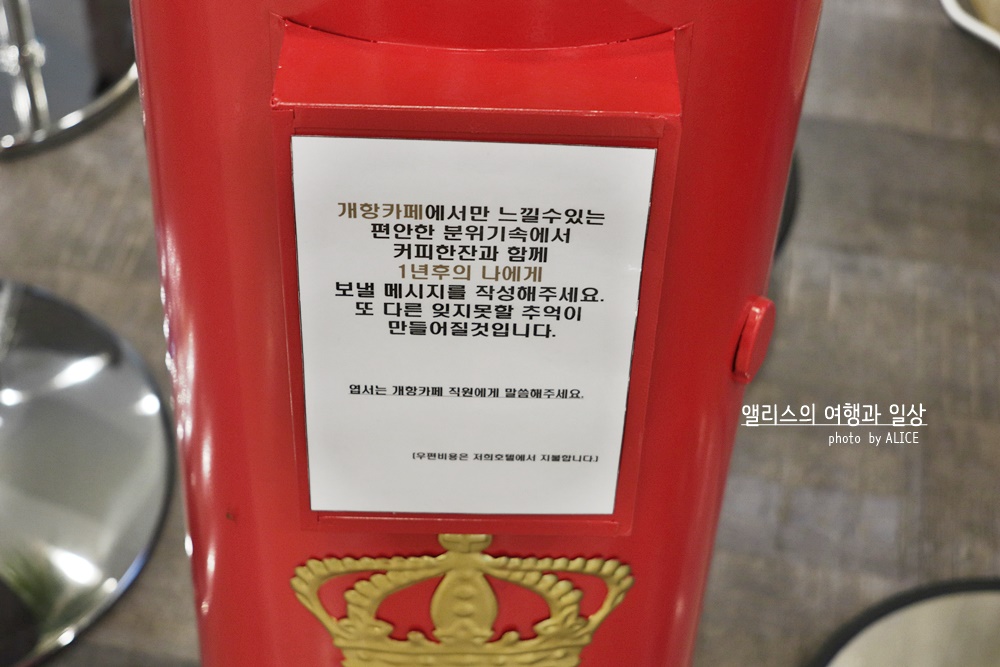 개항카페에서만 느낄수있는
편안한 분위기속에서
커피한잔과 함께
1년후의 나에게
보낼 메시지를 작성해주세요.
또 다른 잊지못할 추억이
만들어질것입니다.
엽서는 개항카페 직원에게 말씀해주세요.
[우편비용은 저희호텔에서 지불합니다.]
앨리스의 여행과 일상
photo by ALICE